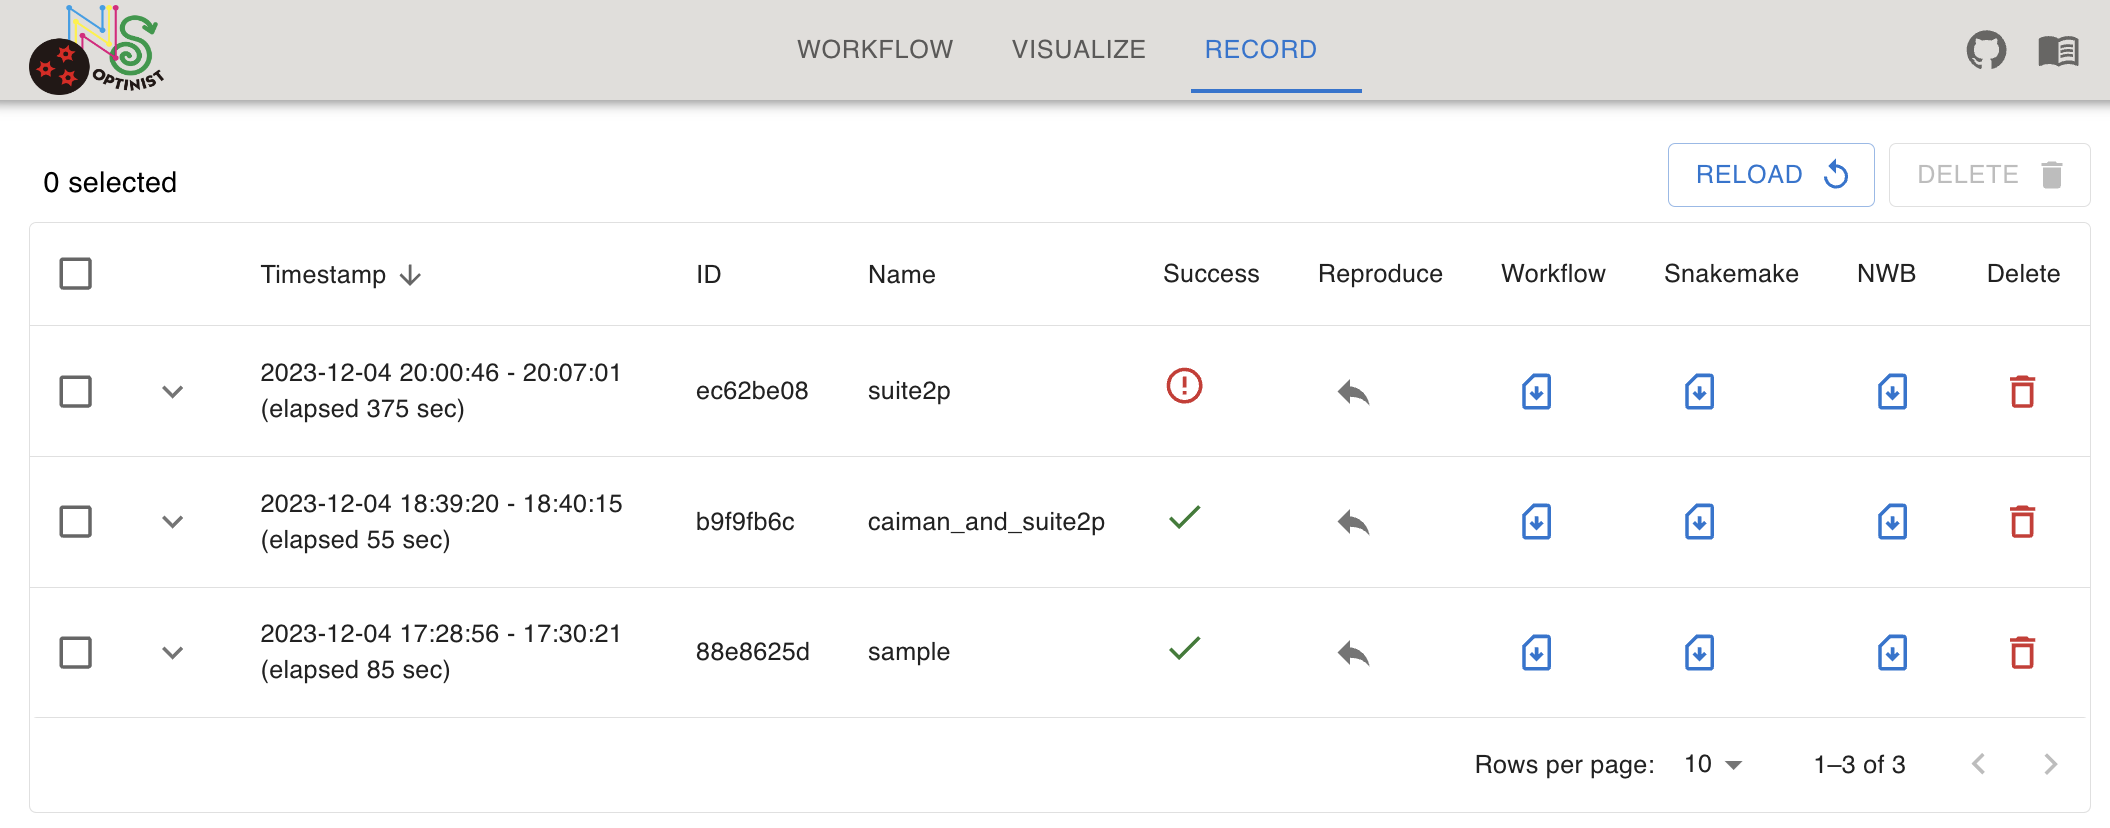 NS
OPTINIST
WORKFLOW VISUALIZE RECORD
0 selected
RELOAD DELETE
Timestamp ID Name Success Reproduce Workflow Snakemake NWB Delete
2023-12-04 20:00:46 - 20:07:01
(elapsed 375 sec)
ec62be08 suite2p
2023-12-04 18:39:20 - 18:40:15
(elapsed 55 sec)
b9f9fb6c caiman_and_suite2p
2023-12-04 17:28:56 - 17:30:21
(elapsed 85 sec)
88e8625d sample
Rows per page: 10 1–3 of 3